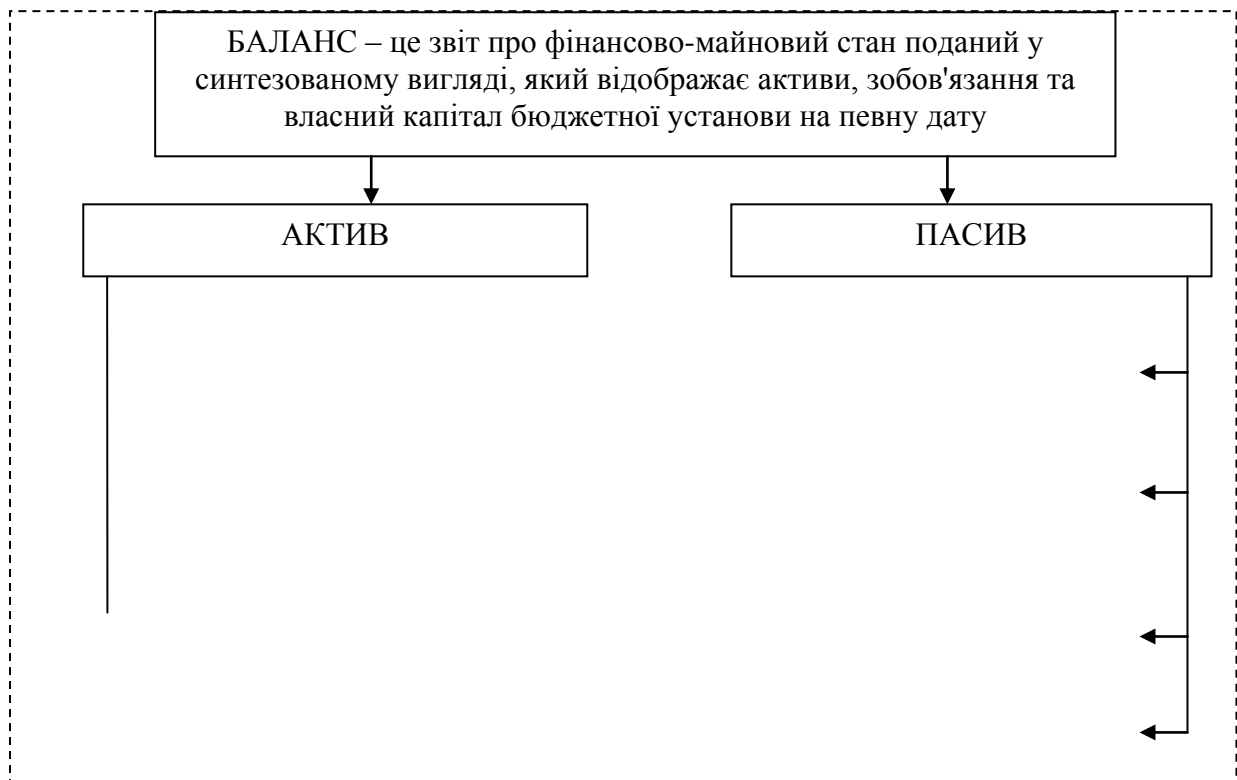 БАЛАНС – це звіт про фінансово-майновий стан поданий у
синтезованому вигляді, який відображає активи, зобов'язання та
власний капітал бюджетної установи на певну дату
АКТИВ
ПАСИВ